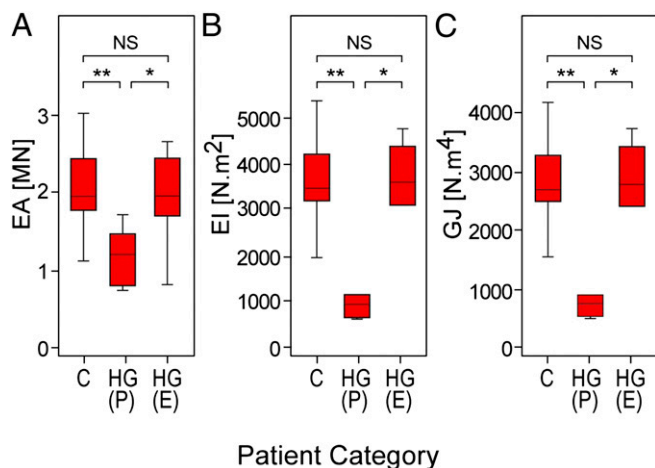 A
NS
** *
EA [MN]
3
2
1
0
C HG (P) HG (E)
B
NS
** *
EI [N.m²]
5000
4000
3000
2000
1000
0
C HG (P) HG (E)
C
NS
** *
GJ [N.m⁴]
4000
3000
2000
1000
0
C HG (P) HG (E)
Patient Category